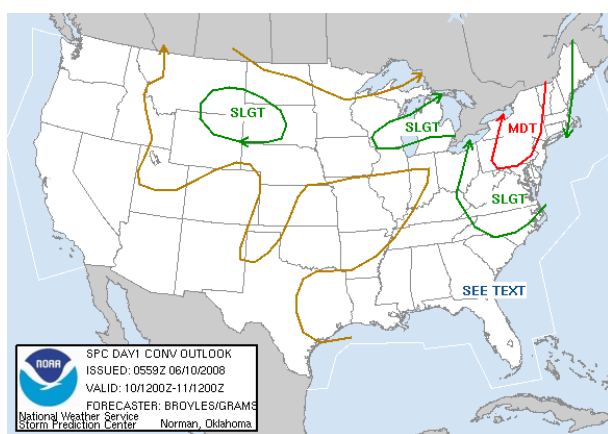 SLGT
SLGT
MDT
SLGT
SEE TEXT
NOAA
SPC DAY1 CONV OUTLOOK
ISSUED: 0559Z 06/10/2008
VALID: 10/1200Z-11/1200Z
FORECASTER: BROYLES/GRAMS
National Weather Service
Storm Prediction Center Norman, Oklahoma